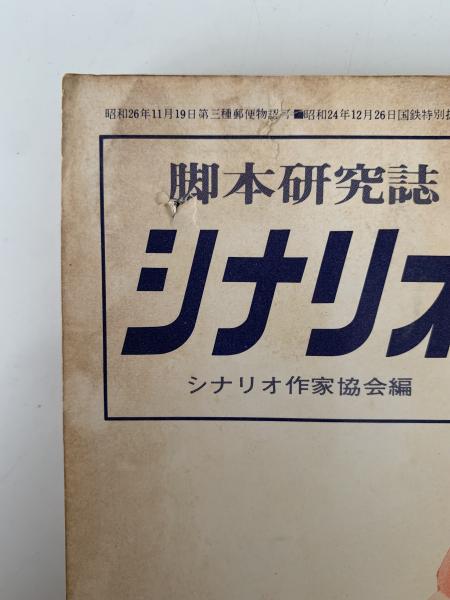 昭和26年11月19日第三種郵便物認可■昭和24年12月26日国鉄特別
脚本研究誌
シナリオ
シナリオ作家協会編